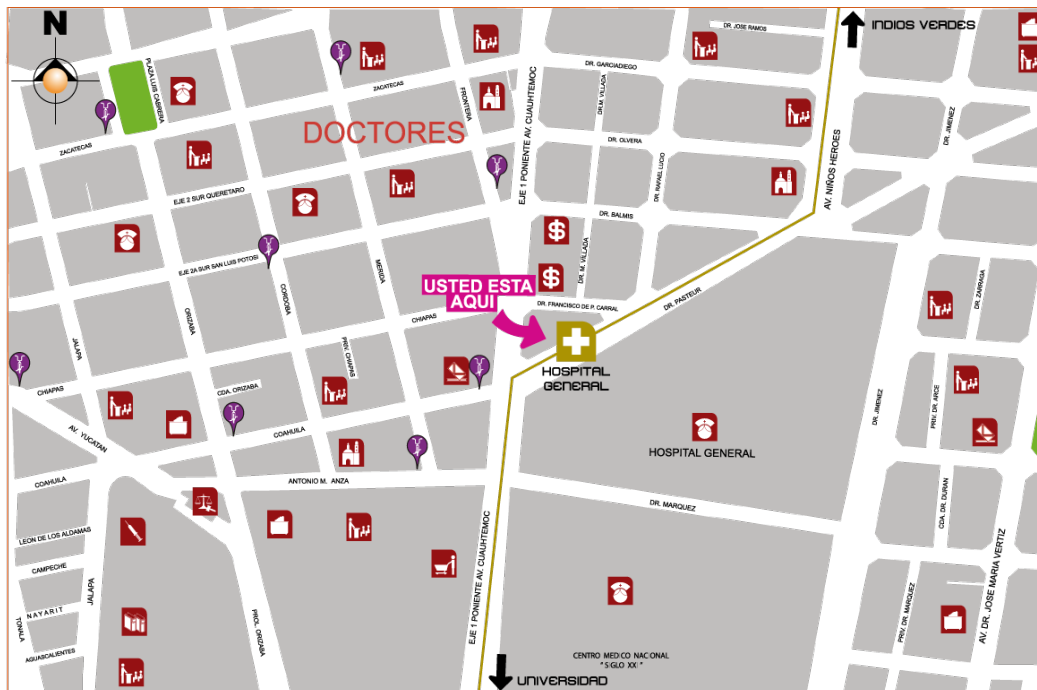 N
INDIOS VERDES
DR. JOSE RAMOS
PLAZA LUIS CABRERA
DR. GARCIADIEGO
ZACATECAS
FRONTERA
EJE 1 PONIENTE AV. CUAUHTEMOC
DR.M. VILLADA
DR. JIMENEZ
DOCTORES
DR. OLVERA
ZACATECAS
DR. RAFAEL LUCIO
AV. NIÑOS HEROES
EJE 2 SUR QUERETARO
DR. BALMIS
EJE 2A SUR SAN LUIS POTOSI
DR. M. VILLADA
MERIDA
CORDOBA
USTED ESTA
AQUI
DR. PASTEUR
DR. ZARRAGA
ORIZABA
CHIAPAS
DR. FRANCISCO DE P. CARRAL
JALAPA
PRIV. CHIAPAS
HOSPITAL
GENERAL
CHIAPAS
CDA. ORIZABA
DR. JIMENEZ
PRIV. DR. ARCE
AV. YUCATAN
COAHUILA
HOSPITAL GENERAL
COAHUILA
ANTONIO M. ANZA
DR. MARQUEZ
CDA. DR. DURAN
LEON DE LOS ALDAMAS
CAMPECHE
JALAPA
EJE 1 PONIENTE AV. CUAUHTEMOC
AV. DR. JOSE MARIA VERTIZ
NAYARIT
TONALA
PROL. ORIZABA
PRIV. DR. MARQUEZ
AGUASCALIENTES
CENTRO MEDICO NACIONAL
"SIGLO XXI"
UNIVERSIDAD